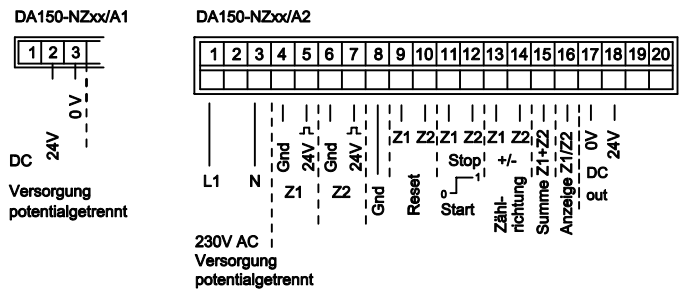 DA150-NZxx/A1
1 2 3
24V
0 V
DC
Versorgung
potentialgetrennt
DA150-NZxx/A2
1 2 3 4 5 6 7 8 9 10 11 12 13 14 15 16 17 18 19 20
L1
N
Gnd
24V
Z1
Gnd
24V
Z2
Gnd
Z1 Z2
Reset
Z1 Z2
Stop
0
1
Start
Z1 Z2
+/-
Zähl-
richtung
Summe Z1+Z2
Anzeige Z1/Z2
0V
24V
DC
out
230V AC
Versorgung
potentialgetrennt